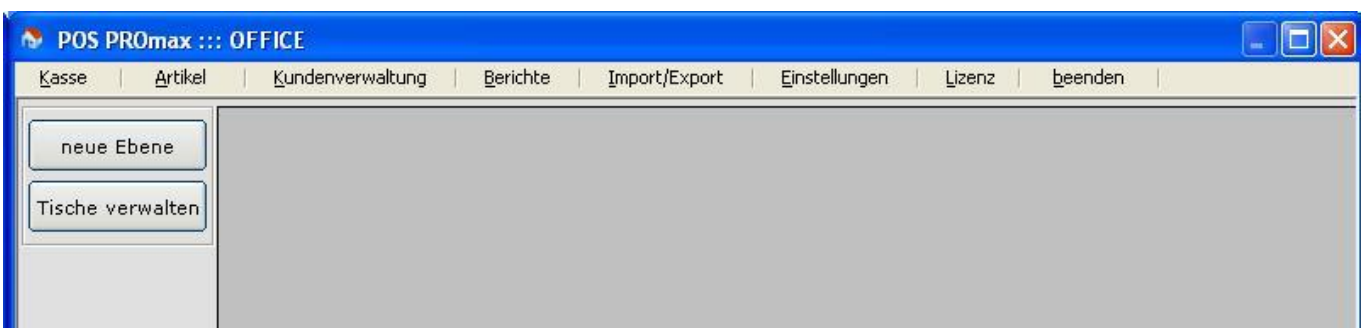 POS PROmax ::: OFFICE
Kasse | Artikel | Kundenverwaltung | Berichte | Import/Export | Einstellungen | Lizenz | beenden |
neue Ebene
Tische verwalten